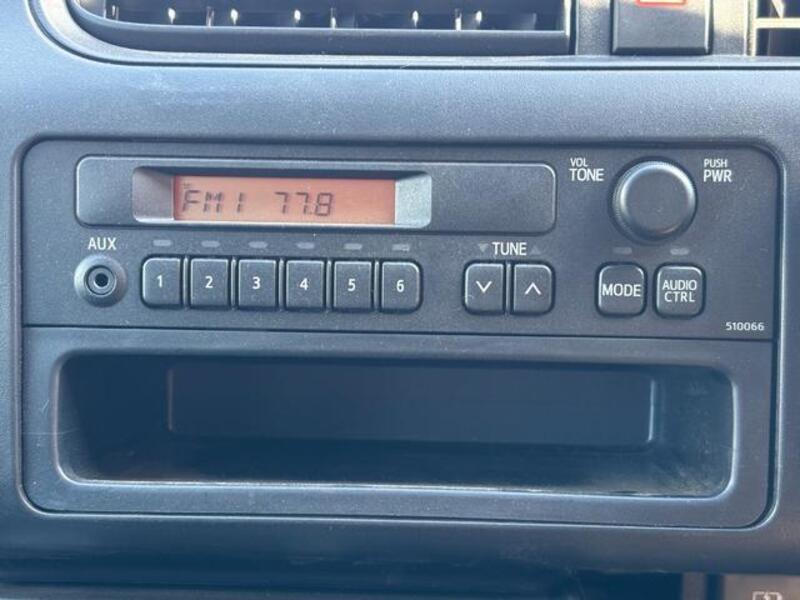 FM1 77.8
VOL
TONE
PUSH
PWR
AUX
TUNE
1 2 3 4 5 6
MODE
AUDIO
CTRL
510066